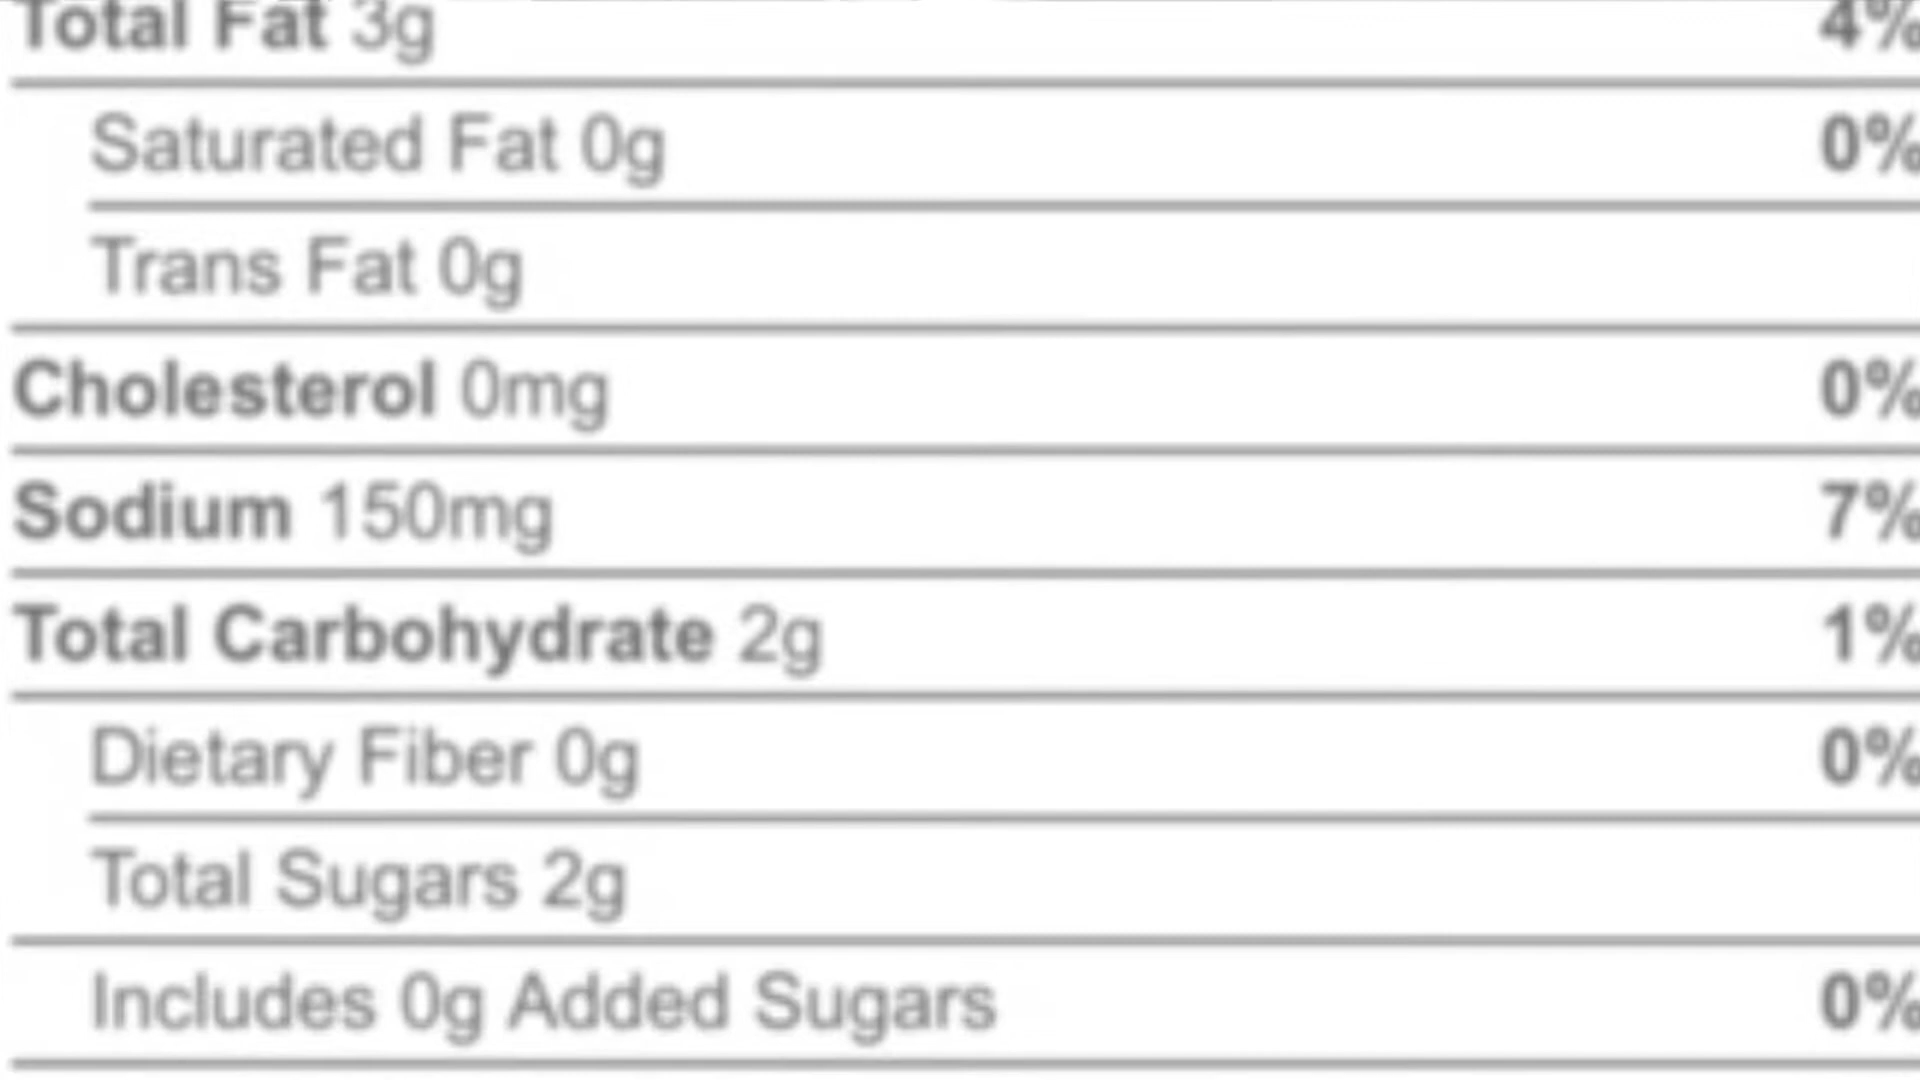 Total Fat 3g 4%
Saturated Fat 0g 0%
Trans Fat 0g
Cholesterol 0mg 0%
Sodium 150mg 7%
Total Carbohydrate 2g 1%
Dietary Fiber 0g 0%
Total Sugars 2g
Includes 0g Added Sugars 0%